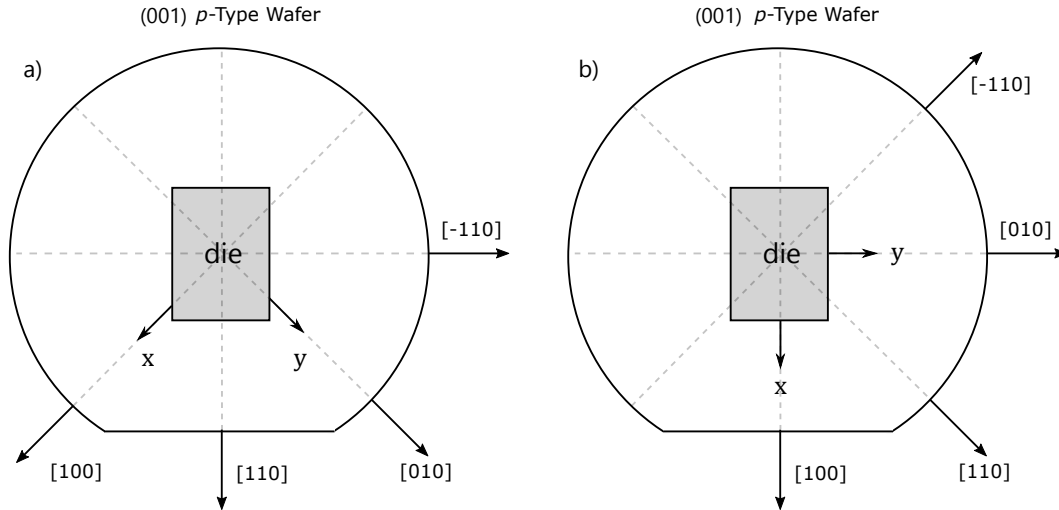 (001) p-Type Wafer
a)
[-110]
die
x
y
[100]
[110]
[010]
(001) p-Type Wafer
b)
[-110]
[010]
die
y
x
[110]
[100]